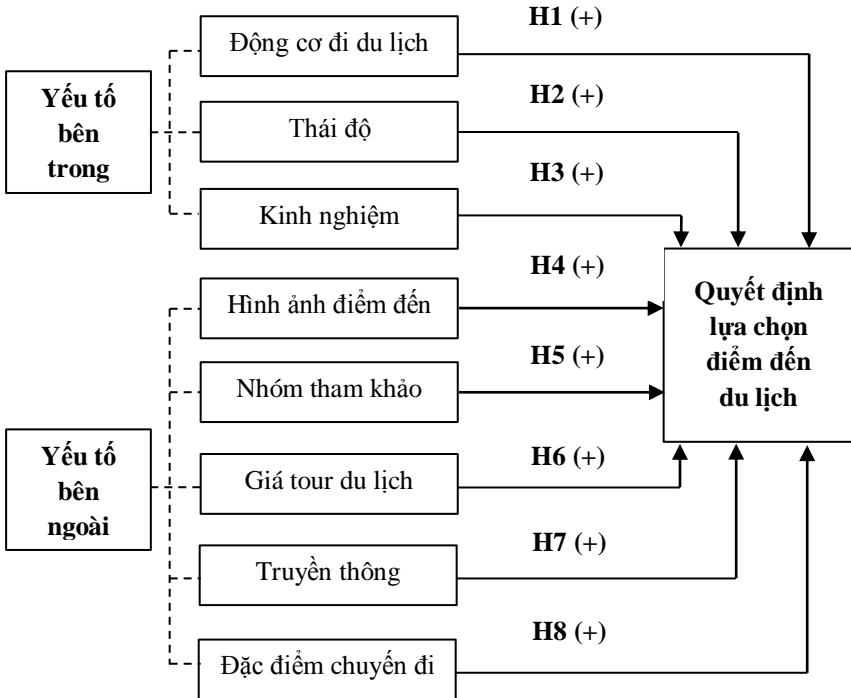 H1 (+)
Động cơ đi du lịch
H2 (+)
Yếu tố
bên
trong
Thái độ
H3 (+)
Kinh nghiệm
H4 (+)
Hình ảnh điểm đến
Quyết định
lựa chọn
điểm đến
du lịch
H5 (+)
Nhóm tham khảo
Yếu tố
bên
ngoài
H6 (+)
Giá tour du lịch
H7 (+)
Truyền thông
H8 (+)
Đặc điểm chuyến đi